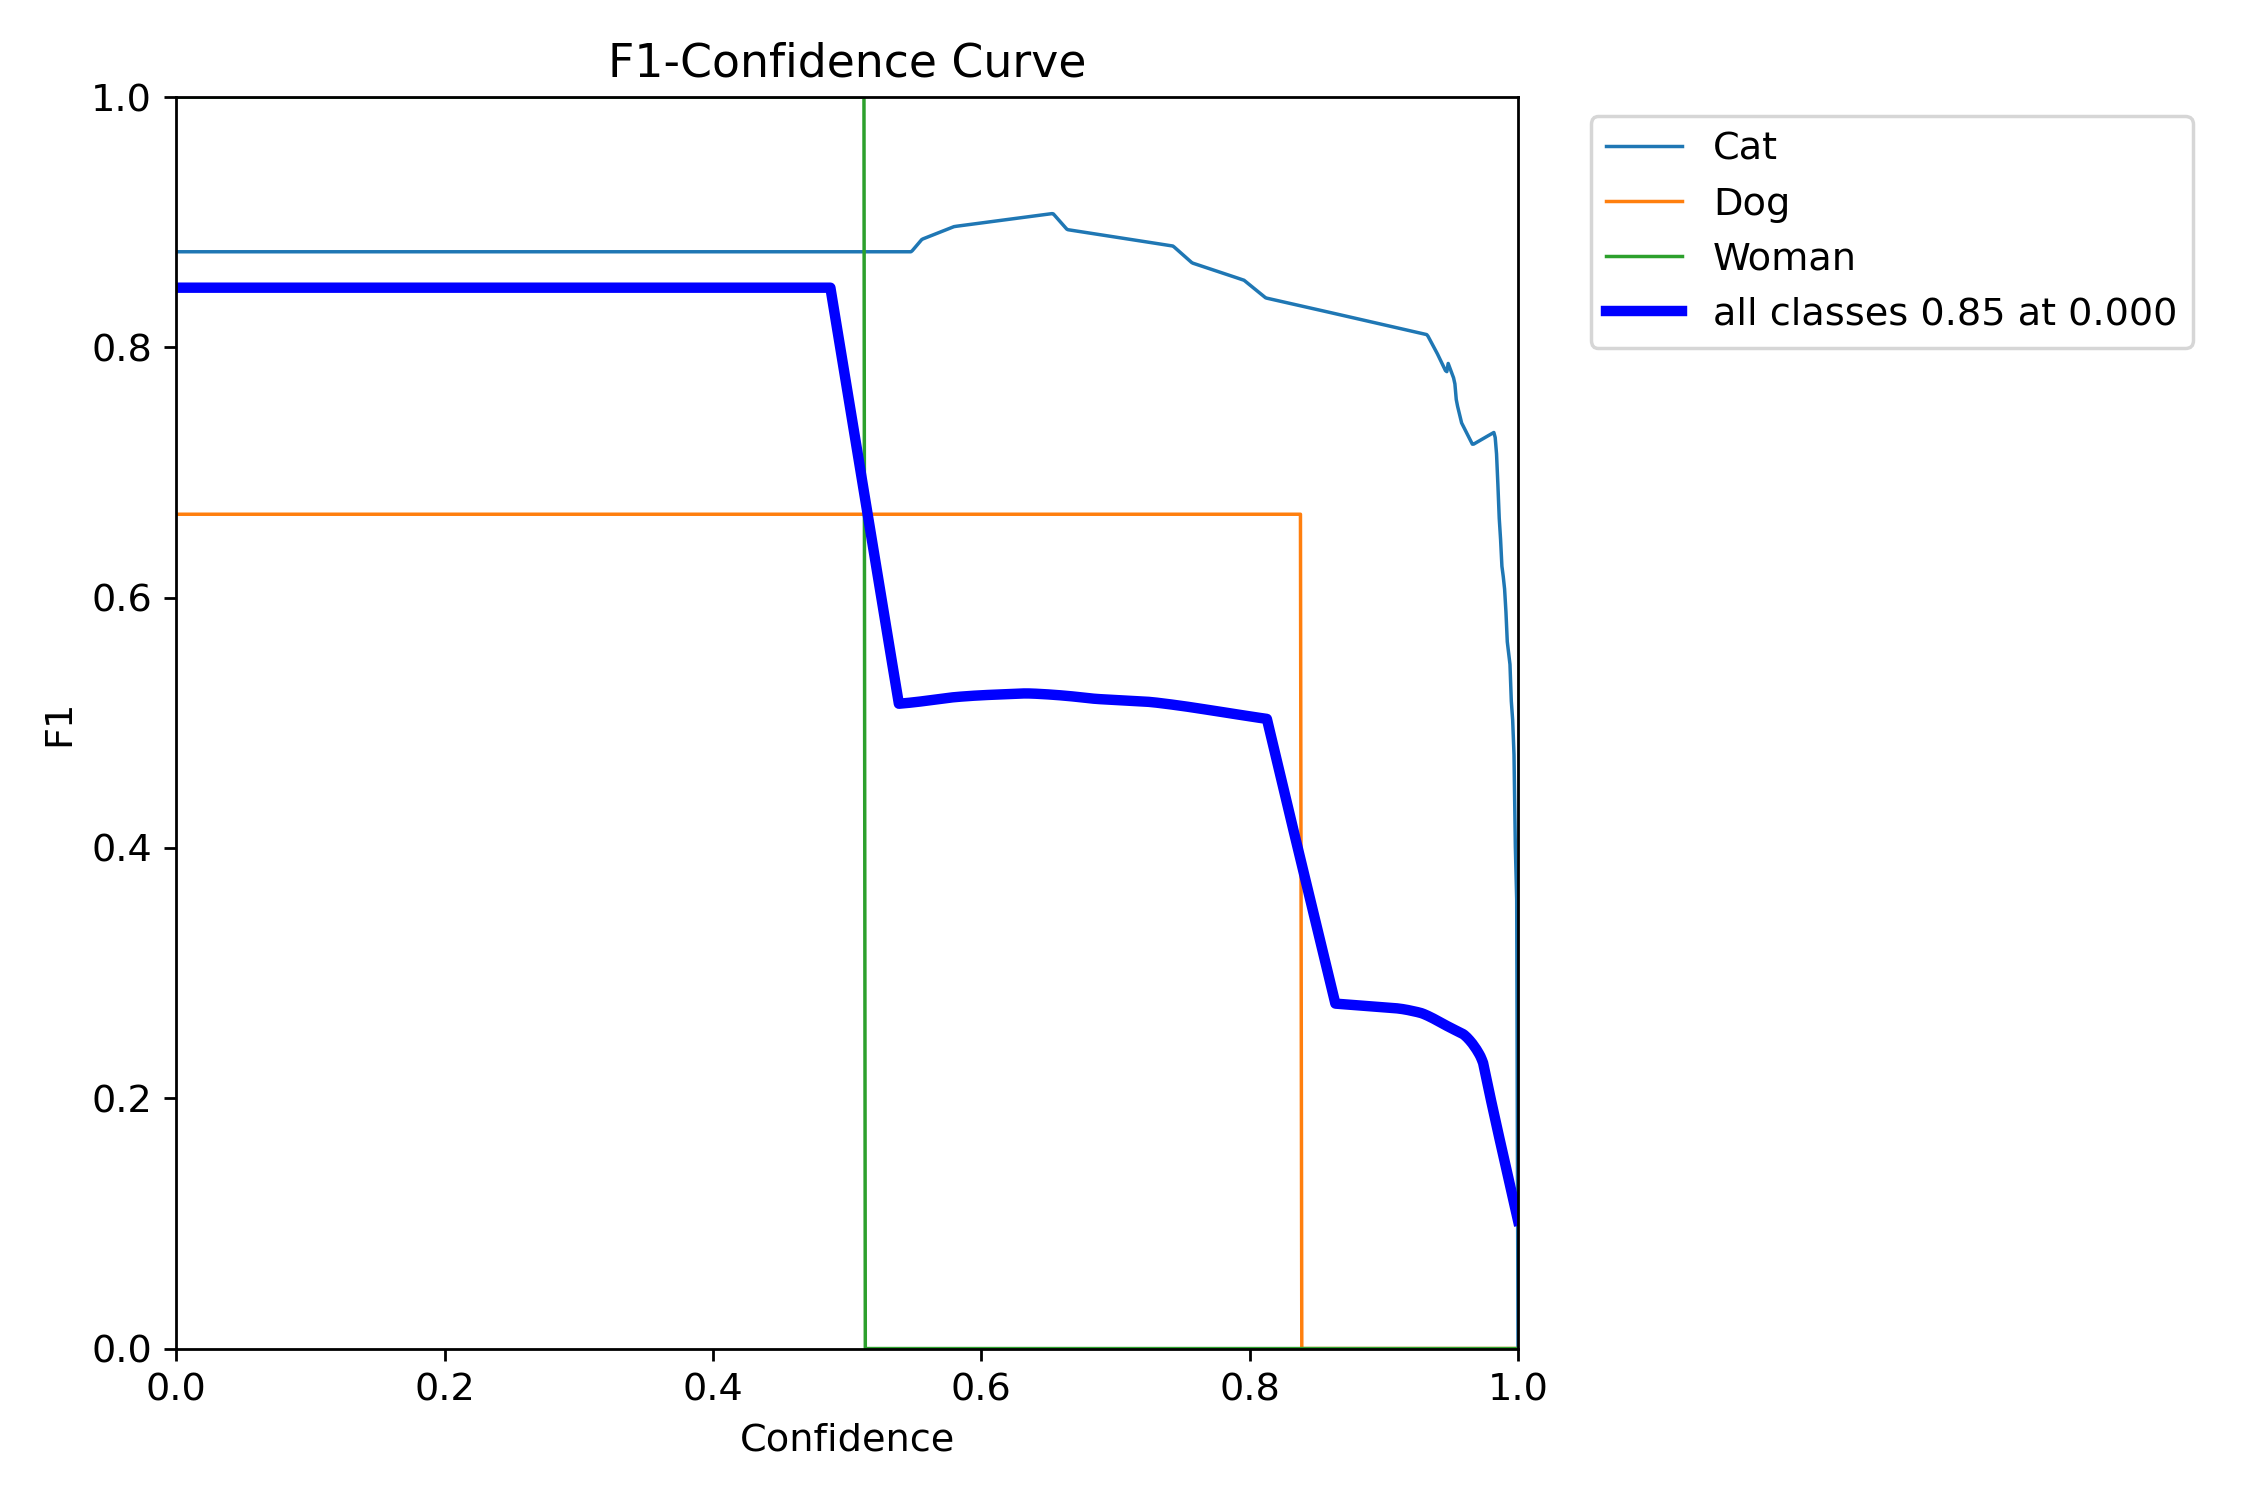 F1-Confidence Curve
1.0
0.8
0.6
0.4
0.2
0.0
F1
0.0 0.2 0.4 0.6 0.8 1.0
Confidence
Cat
Dog
Woman
all classes 0.85 at 0.000